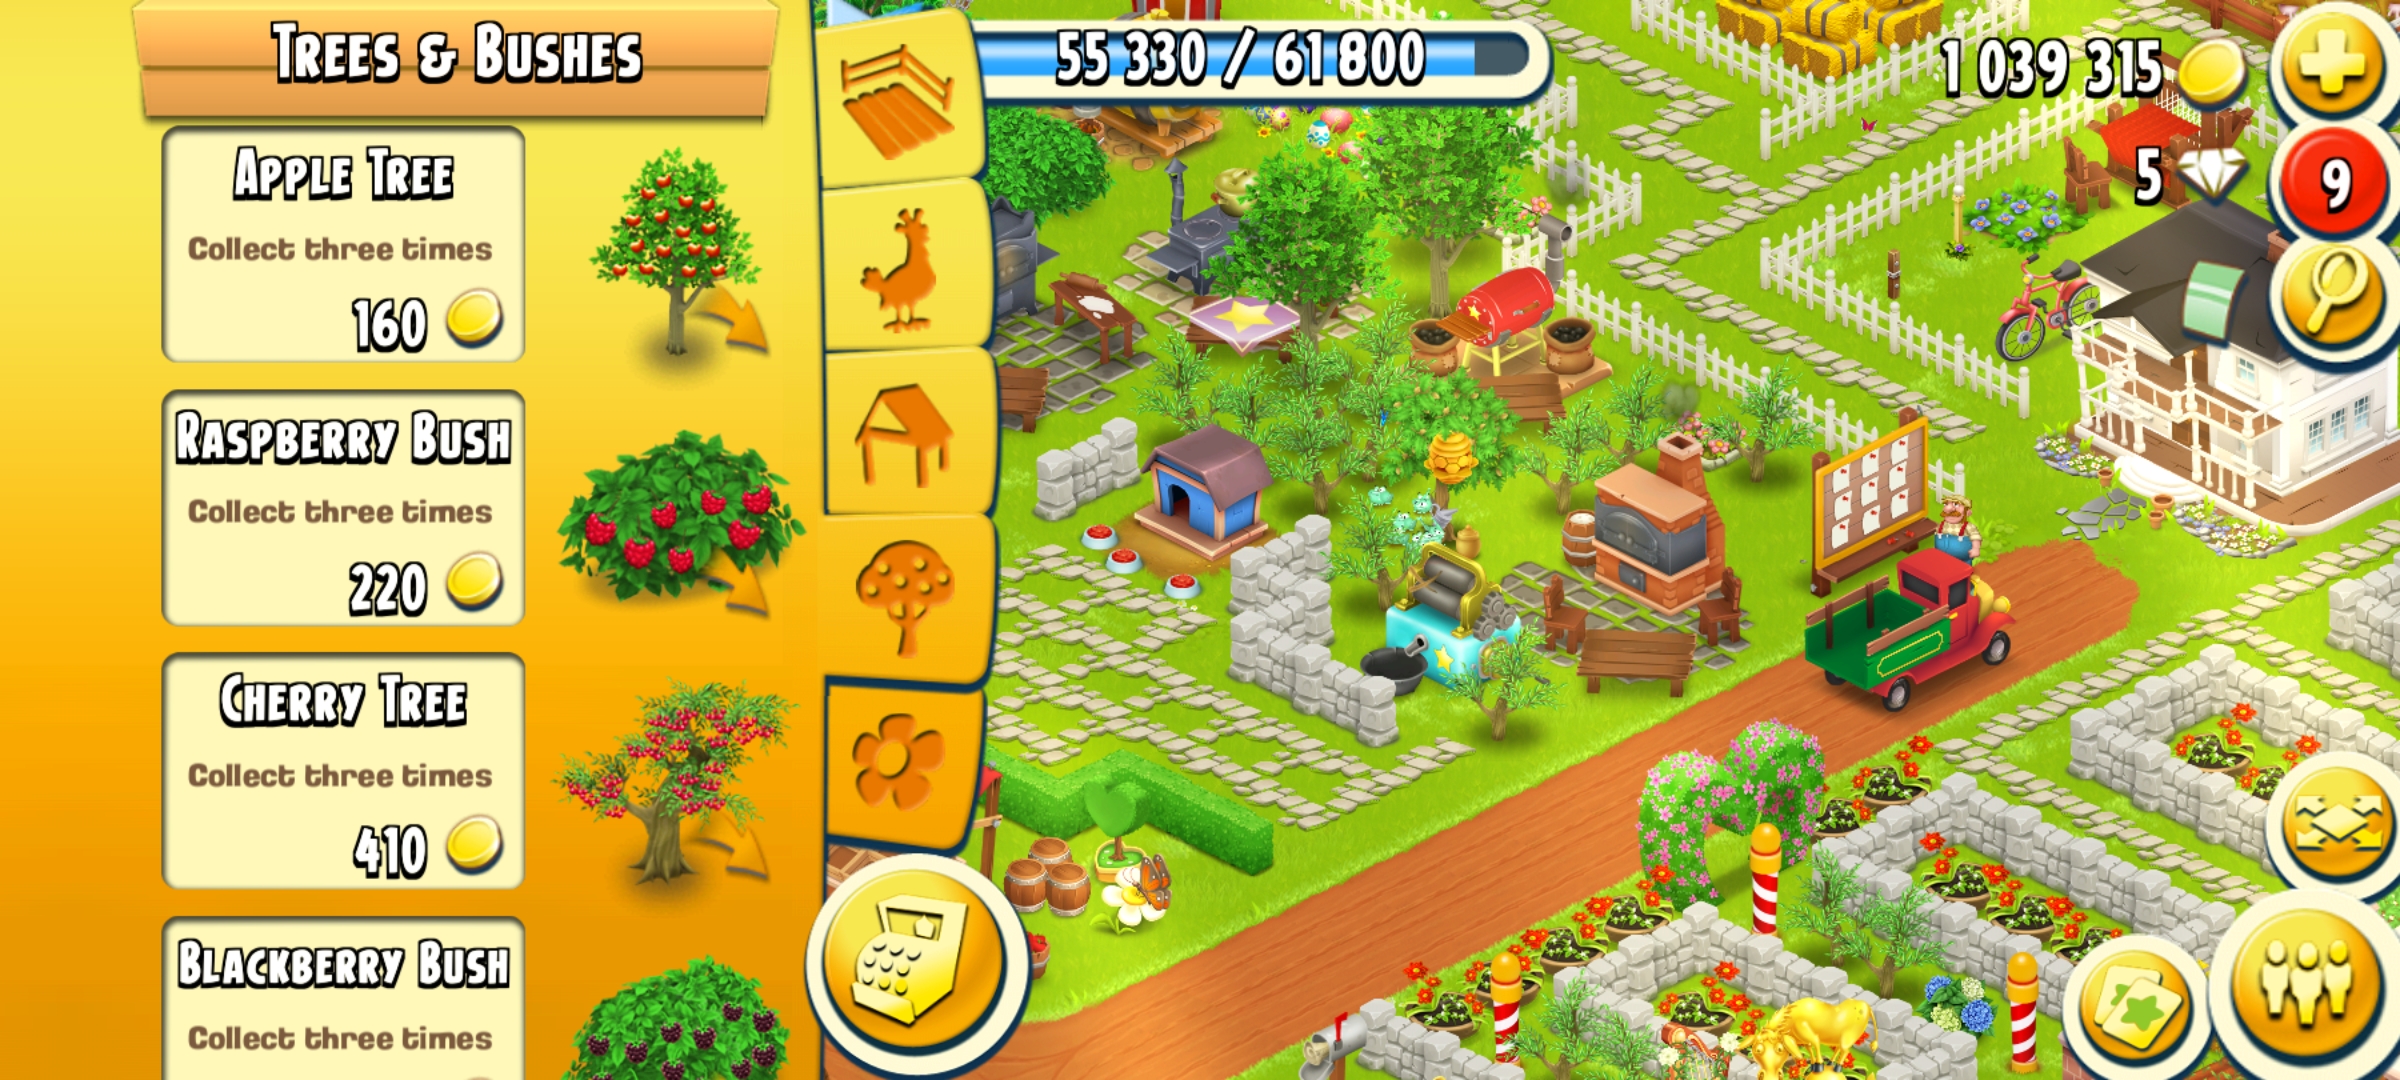 TREES & BUSHES
55 330 / 61 800
1 039 315
APPLE TREE
Collect three times
160
5
9
RASPBERRY BUSH
Collect three times
220
CHERRY TREE
Collect three times
410
BLACKBERRY BUSH
Collect three times